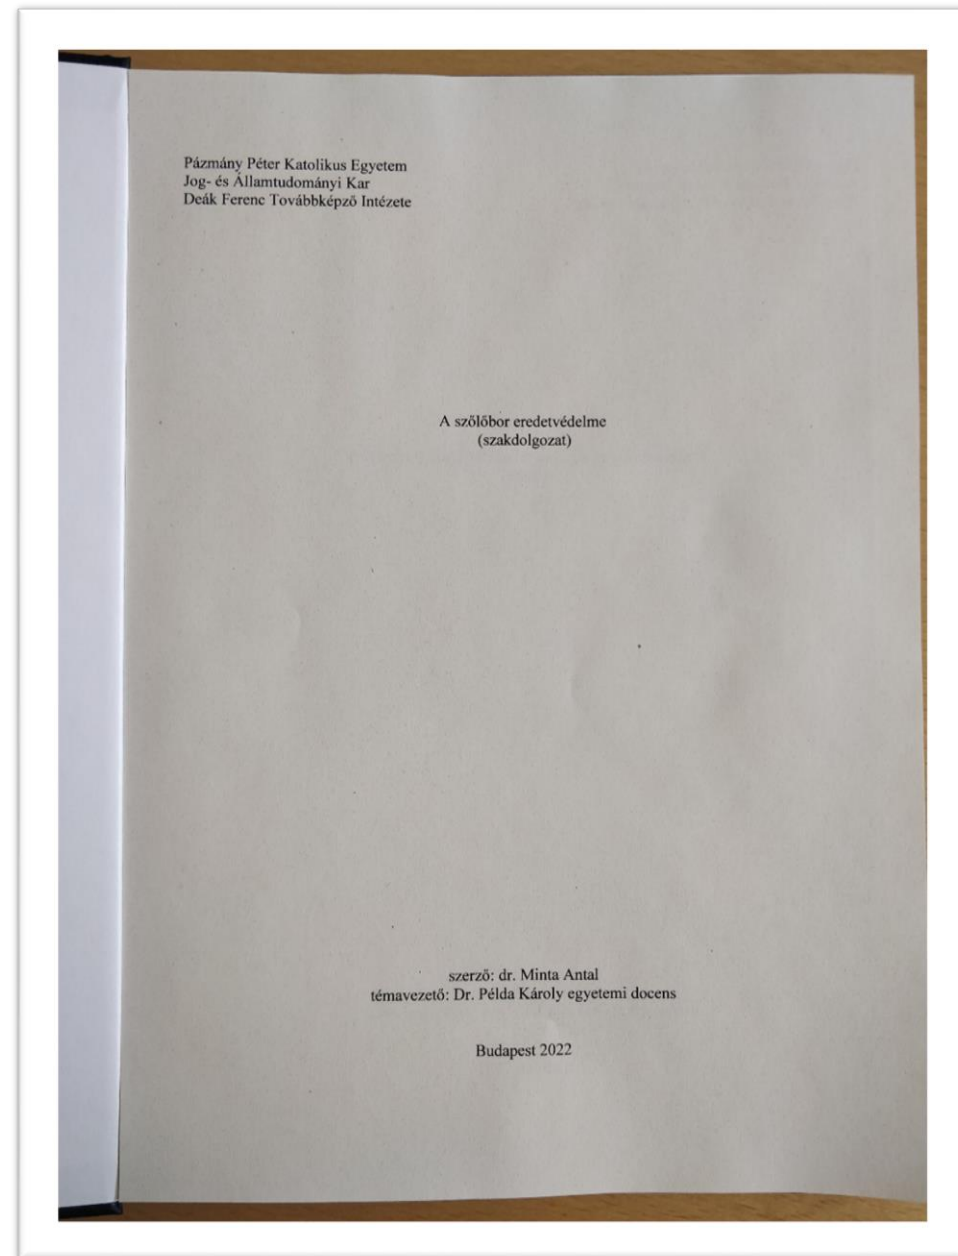 Pázmány Péter Katolikus Egyetem
Jog- és Államtudományi Kar
Deák Ferenc Továbbképző Intézete
A szőlőbor eredetvédelme
(szakdolgozat)
szerző: dr. Minta Antal
témavezető: Dr. Példa Károly egyetemi docens
Budapest 2022